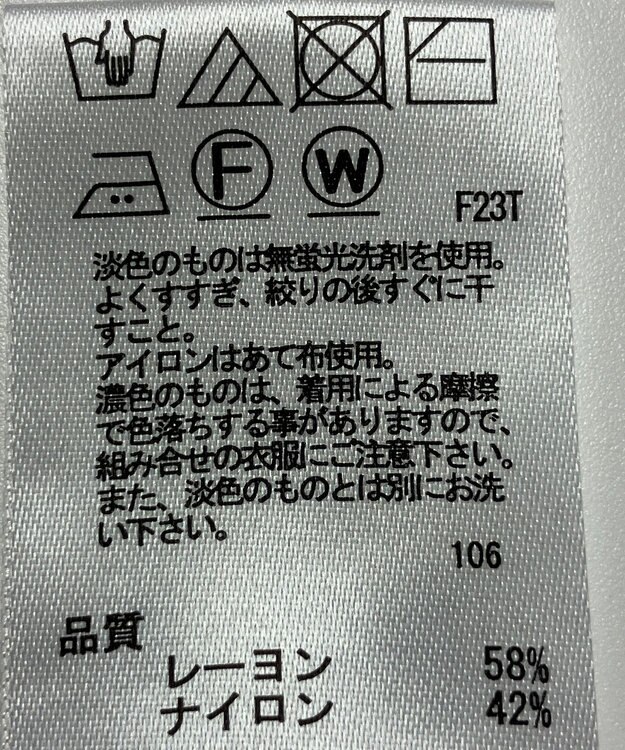 F W
F23T
淡色のものは無蛍光洗剤を使用。
よくすすぎ、絞りの後すぐに干
すこと。
アイロンはあて布使用。
濃色のものは、着用による摩擦
で色落ちする事がありますので、
組み合せの衣服にご注意下さい。
また、淡色のものとは別にお洗
い下さい。
106
品質
レーヨン 58%
ナイロン 42%